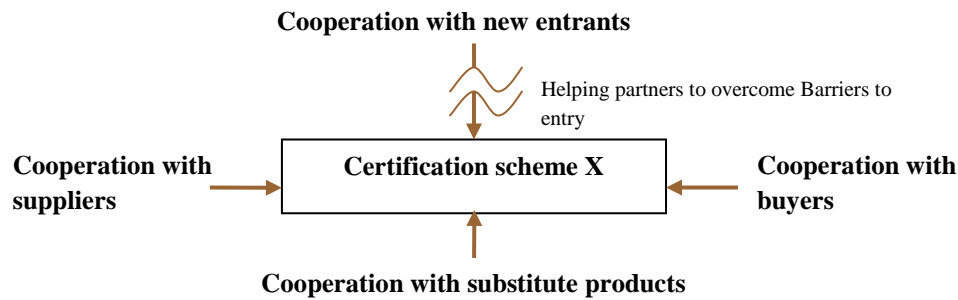 Cooperation with new entrants
Helping partners to overcome Barriers to
entry
Cooperation with
suppliers
Certification scheme X
Cooperation with
buyers
Cooperation with substitute products